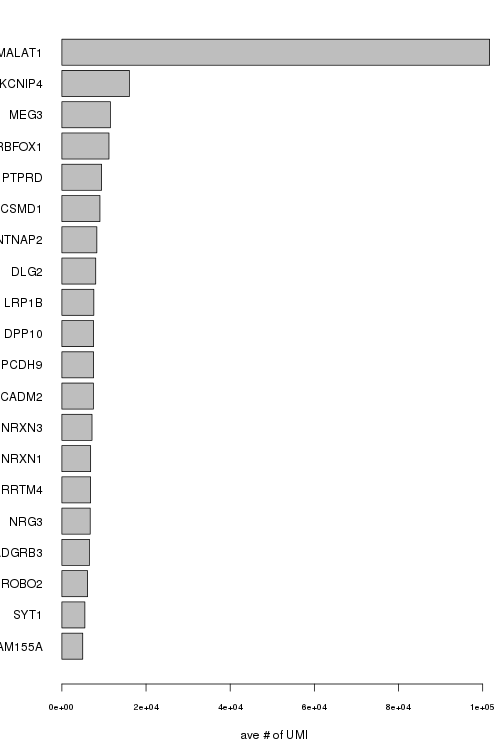 MALAT1
KCNIP4
MEG3
RBFOX1
PTPRD
CSMD1
NTNAP2
DLG2
LRP1B
DPP10
PCDH9
CADM2
NRXN3
NRXN1
RRTM4
NRG3
DGRB3
ROBO2
SYT1
AM155A
0e+00 2e+04 4e+04 6e+04 8e+04 1e+05
ave # of UMI